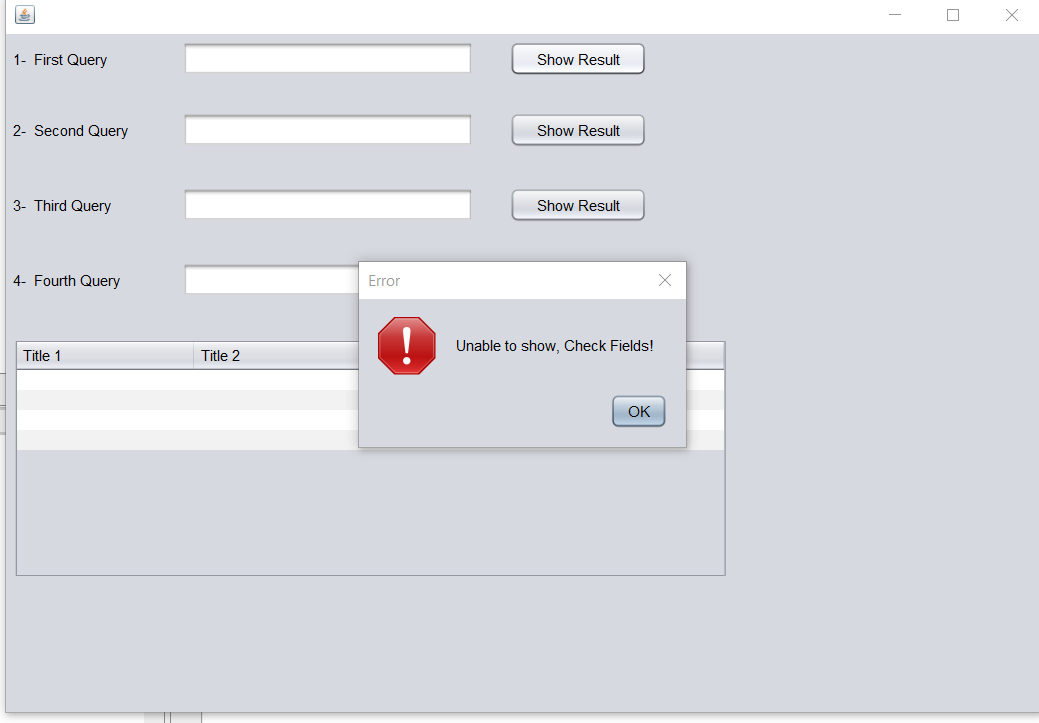 1- First Query
Show Result
2- Second Query
Show Result
3- Third Query
Show Result
4- Fourth Query
Error
Unable to show, Check Fields!
OK
Title 1
Title 2